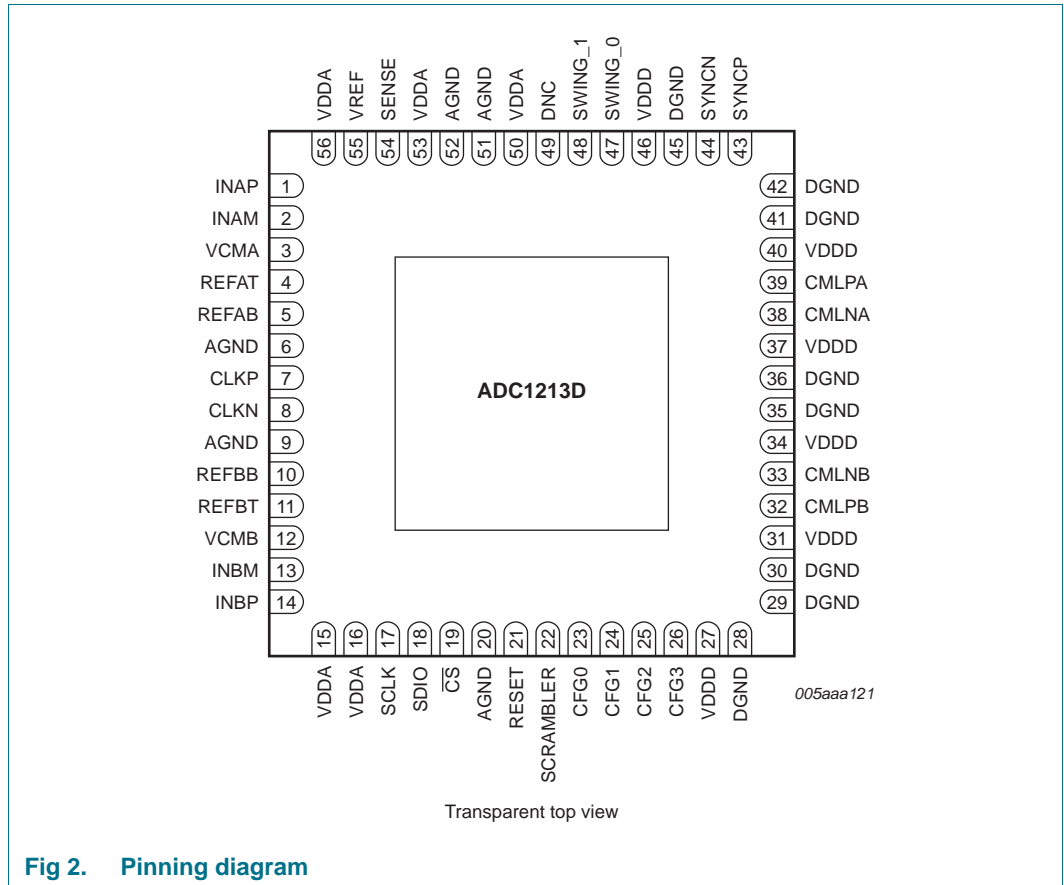 VDDA
VREF
SENSE
VDDA
AGND
AGND
VDDA
DNC
SWING_1
SWING_0
VDDD
DGND
SYNCN
SYNCP
56
55
54
53
52
51
50
49
48
47
46
45
44
43
INAP 1
INAM 2
VCMA 3
REFAT 4
REFAB 5
AGND 6
CLKP 7
CLKN 8
AGND 9
REFBB 10
REFBT 11
VCMB 12
INBM 13
INBP 14
ADC1213D
42 DGND
41 DGND
40 VDDD
39 CMLPA
38 CMLNA
37 VDDD
36 DGND
35 DGND
34 VDDD
33 CMLNB
32 CMLPB
31 VDDD
30 DGND
29 DGND
15
16
17
18
19
20
21
22
23
24
25
26
27
28
VDDA
VDDA
SCLK
SDIO
C̅S̅
AGND
RESET
SCRAMBLER
CFG0
CFG1
CFG2
CFG3
VDDD
DGND
005aaa121
Transparent top view
Fig 2. Pinning diagram